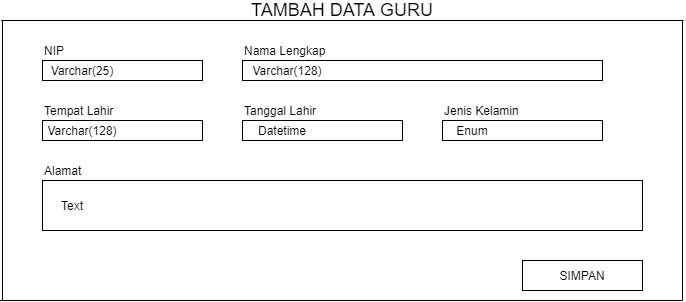 TAMBAH DATA GURU
NIP Nama Lengkap
Varchar(25) Varchar(128)
Tempat Lahir Tanggal Lahir Jenis Kelamin
Varchar(128) Datetime Enum
Alamat
Text
SIMPAN